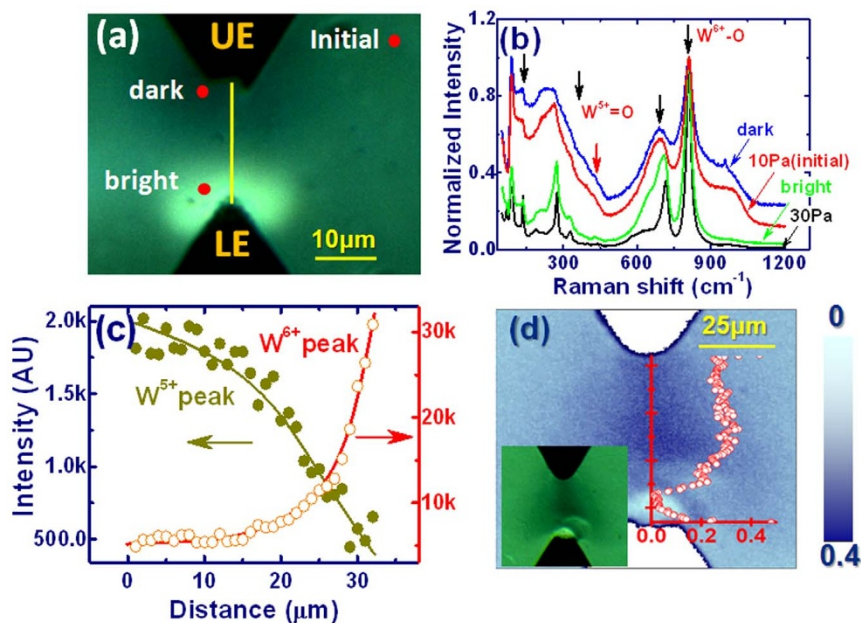 (a)
UE
Initial
dark
bright
LE
10μm
(b)
Normalized Intensity
1.2
0.8
0.4
0.0
W⁶⁺-O
W⁵⁺=O
dark
10Pa(initial)
bright
30Pa
300
600
900
1200
Raman shift (cm⁻¹)
(c)
Intensity (AU)
2.0k
1.5k
1.0k
500.0
W⁶⁺peak
W⁵⁺peak
30k
20k
10k
0
10
20
30
Distance (μm)
(d)
25μm
0.0
0.2
0.4
0
0.4